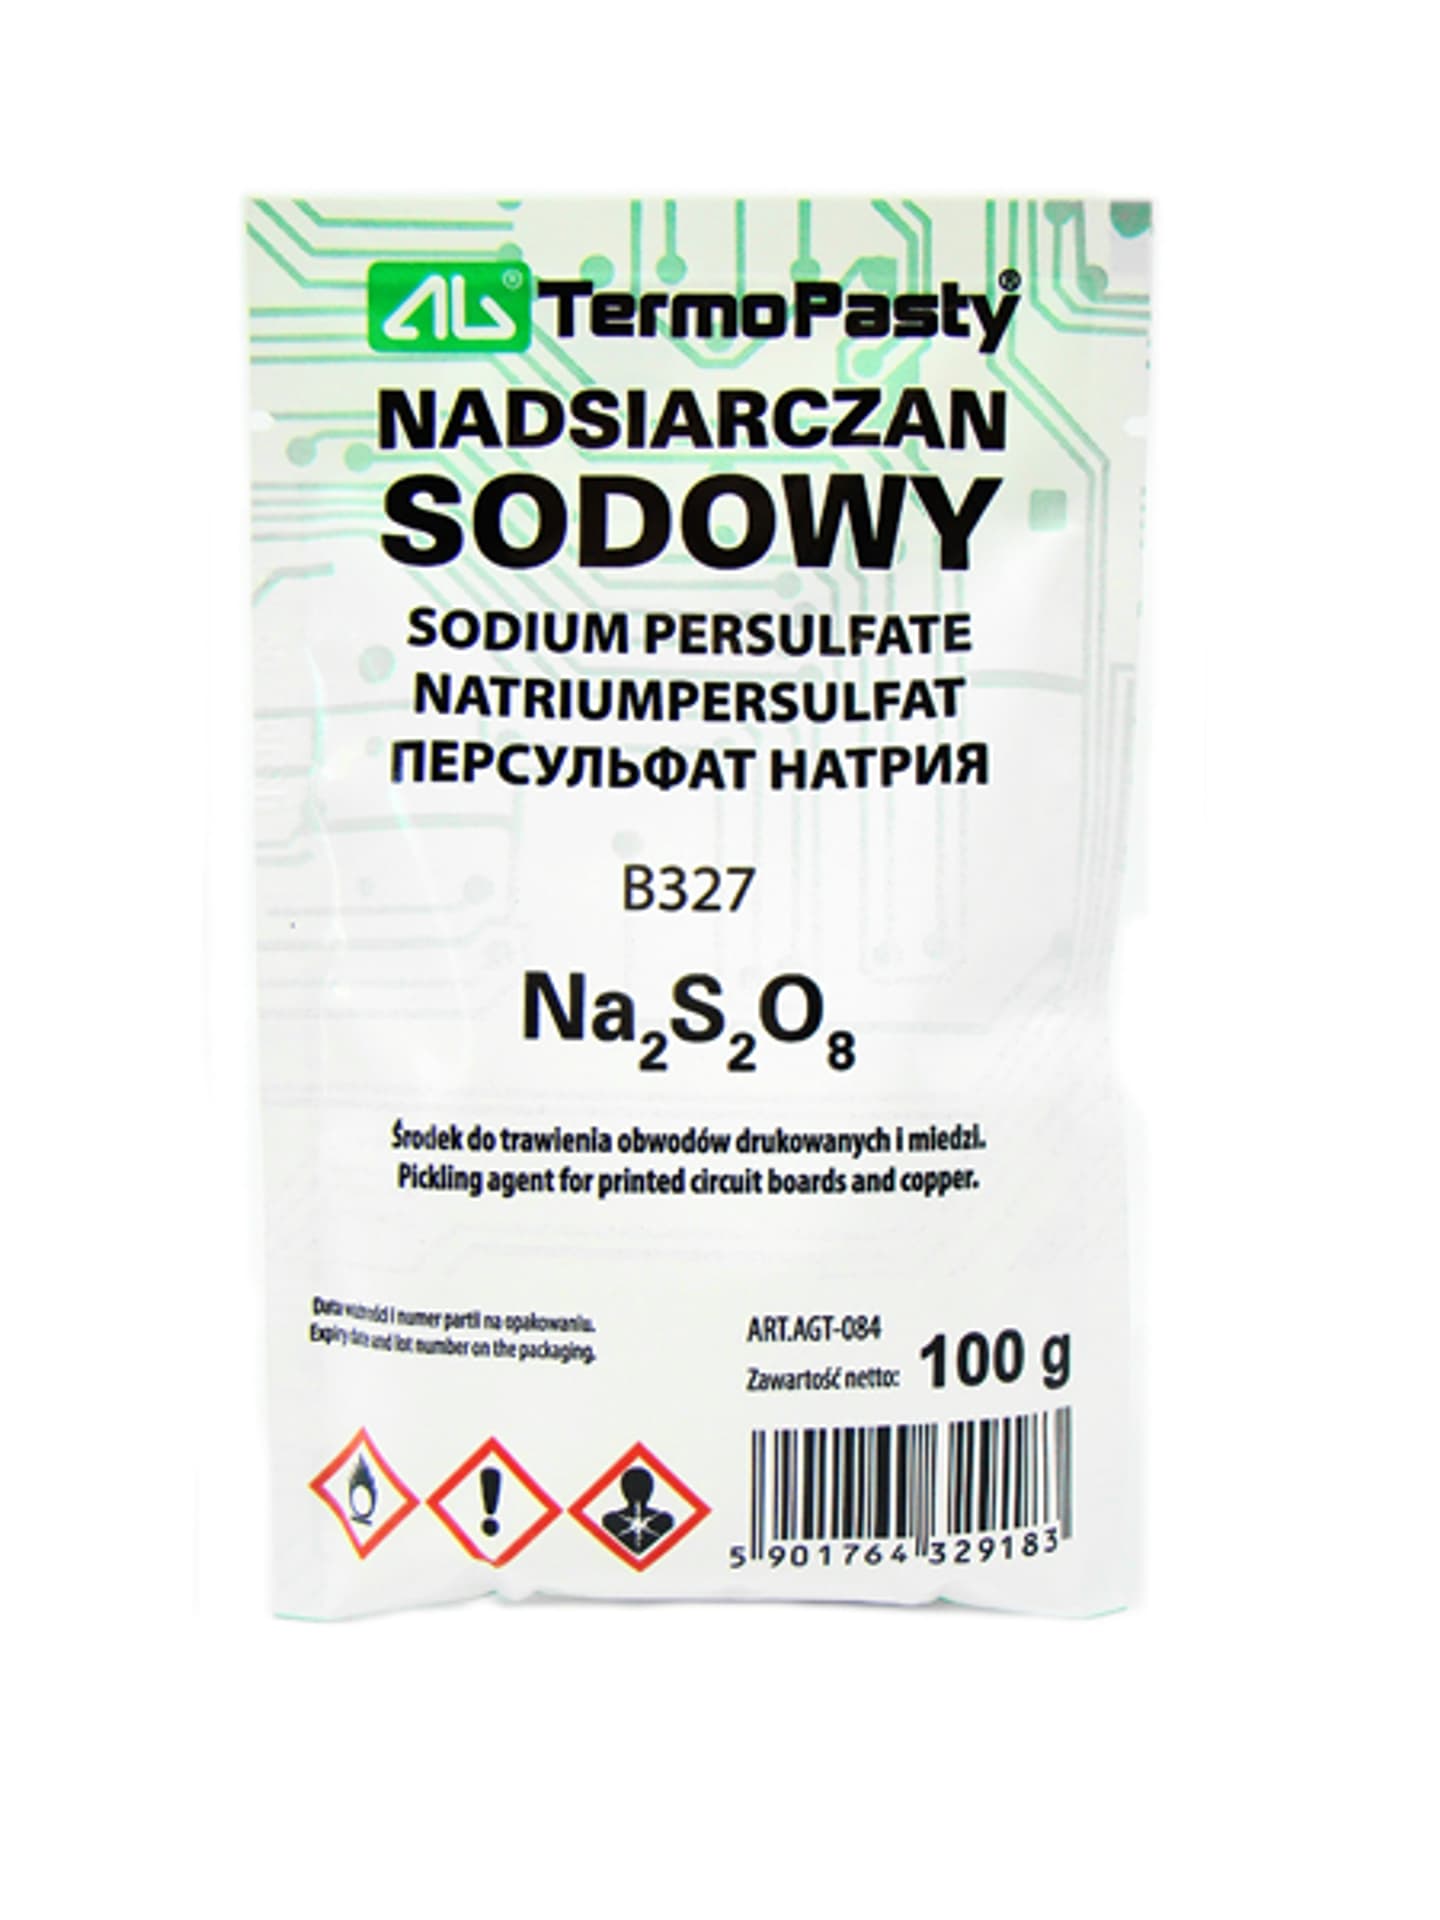 AG® TermoPasty®
NADSIARCZAN
SODOWY
SODIUM PERSULFATE
NATRIUMPERSULFAT
ПЕРСУЛЬФАТ НАТРИЯ
B327
Na₂S₂O₈
Środek do trawienia obwodów drukowanych i miedzi.
Pickling agent for printed circuit boards and copper.
Data ważności i numer partii na opakowaniu.
Expiry date and lot number on the packaging.
ART.AGT-084
Zawartość netto: 100 g
5 901764 329183